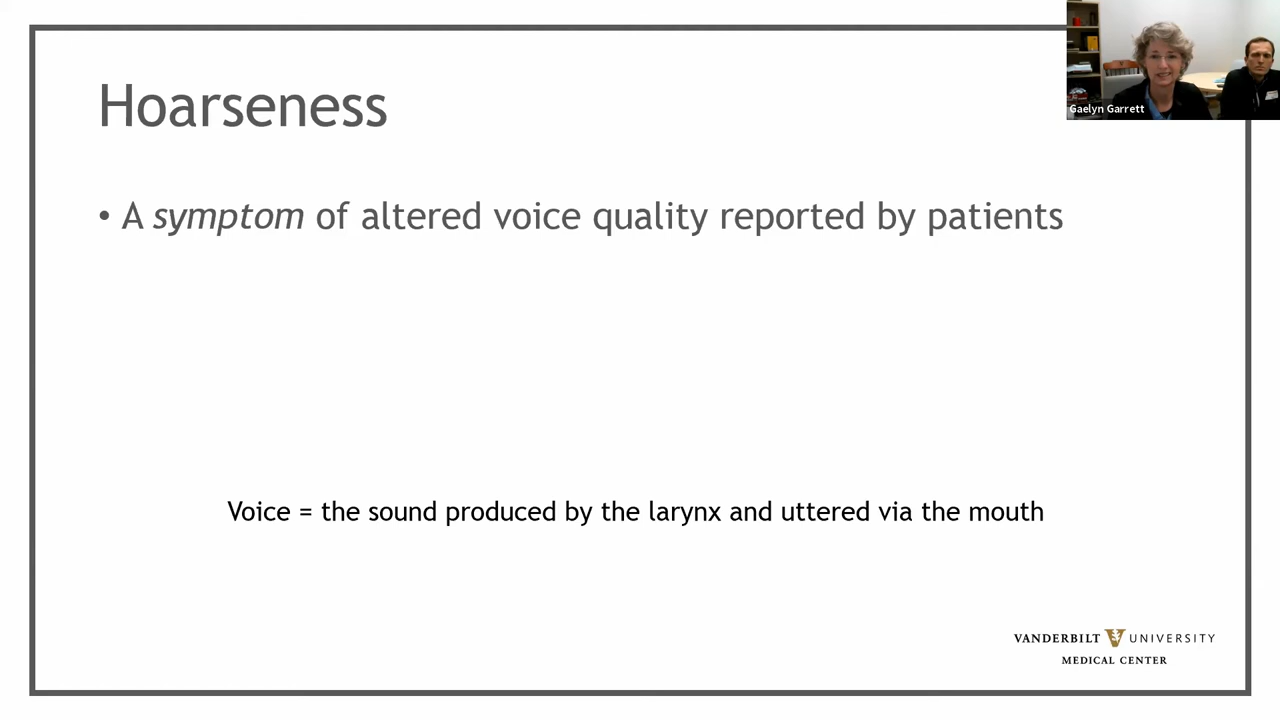 Hoarseness
Gaelyn Garrett
• A symptom of altered voice quality reported by patients
Voice = the sound produced by the larynx and uttered via the mouth
VANDERBILT V UNIVERSITY
MEDICAL CENTER